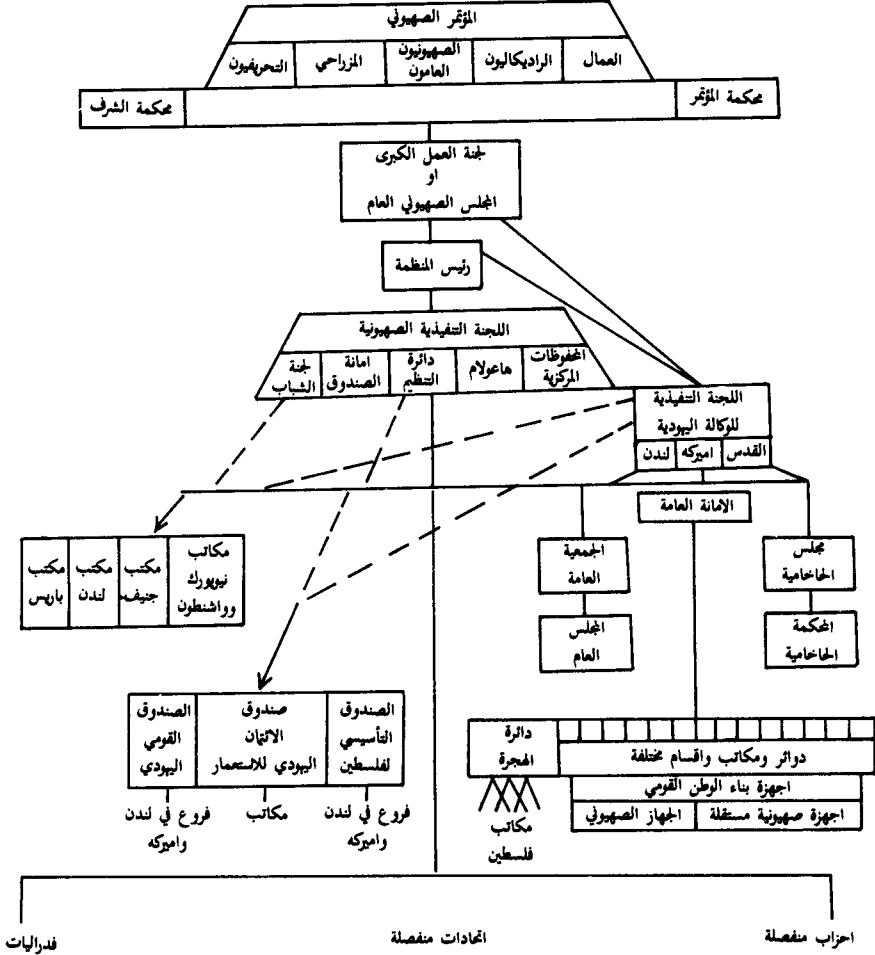 المؤتمر الصهيوني
العمال
الراديكاليون
الصهيونيون
العامون
المزراحي
التحريفيون
محكمة المؤتمر
محكمة الشرف
لجنة العمل الكبرى
او
المجلس الصهيوني العام
رئيس المنظمة
اللجنة التنفيذية الصهيونية
المحفوظات
المركزية
هاعولام
دائرة
التنظيم
امانة
الصندوق
لجنة
الشباب
اللجنة التنفيذية
للوكالة اليهودية
القدس
اميركه
لندن
الامانة العامة
مجلس
الحاخامية
الجمعية
العامة
المحكمة
الحاخامية
المجلس
العام
مكاتب
نيويورك
وواشنطون
مكتب
جنيف
مكتب
لندن
مكتب
باريس
الصندوق
التأسيسي
لفلسطين
صندوق
الائتمان
اليهودي للاستعمار
الصندوق
القومي
اليهودي
فروع في لندن
واميركه
مكاتب
فروع في لندن
واميركه
دائرة
الهجرة
مكاتب
فلسطين
دوائر ومكاتب واقسام مختلفة
اجهزة بناء الوطن القومي
اجهزة صهيونية مستقلة
الجهاز الصهيوني
احزاب منفصلة
اتحادات منفصلة
فدراليات